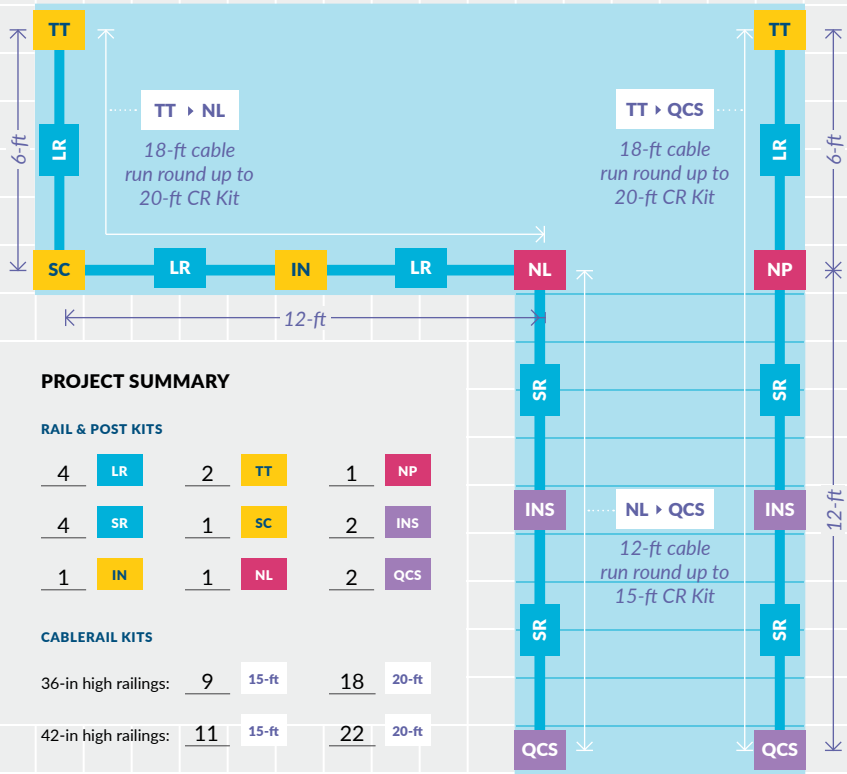 TT
TT
6-ft
LR
TT ▸ NL
18-ft cable
run round up to
20-ft CR Kit
TT ▸ QCS
18-ft cable
run round up to
20-ft CR Kit
LR
6-ft
SC
LR
IN
LR
NL
NP
12-ft
SR
SR
INS
NL ▸ QCS
12-ft cable
run round up to
15-ft CR Kit
INS
12-ft
SR
SR
QCS
QCS
PROJECT SUMMARY
RAIL & POST KITS
4 LR 2 TT 1 NP
4 SR 1 SC 2 INS
1 IN 1 NL 2 QCS
CABLERAIL KITS
36-in high railings: 9 15-ft 18 20-ft
42-in high railings: 11 15-ft 22 20-ft